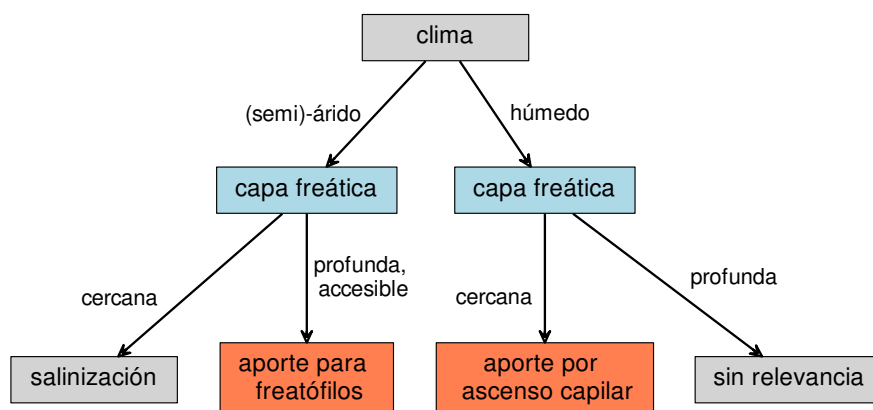 clima
(semi)-árido
húmedo
capa freática
capa freática
cercana
profunda,
accesible
cercana
profunda
salinización
aporte para
freatófilos
aporte por
ascenso capilar
sin relevancia